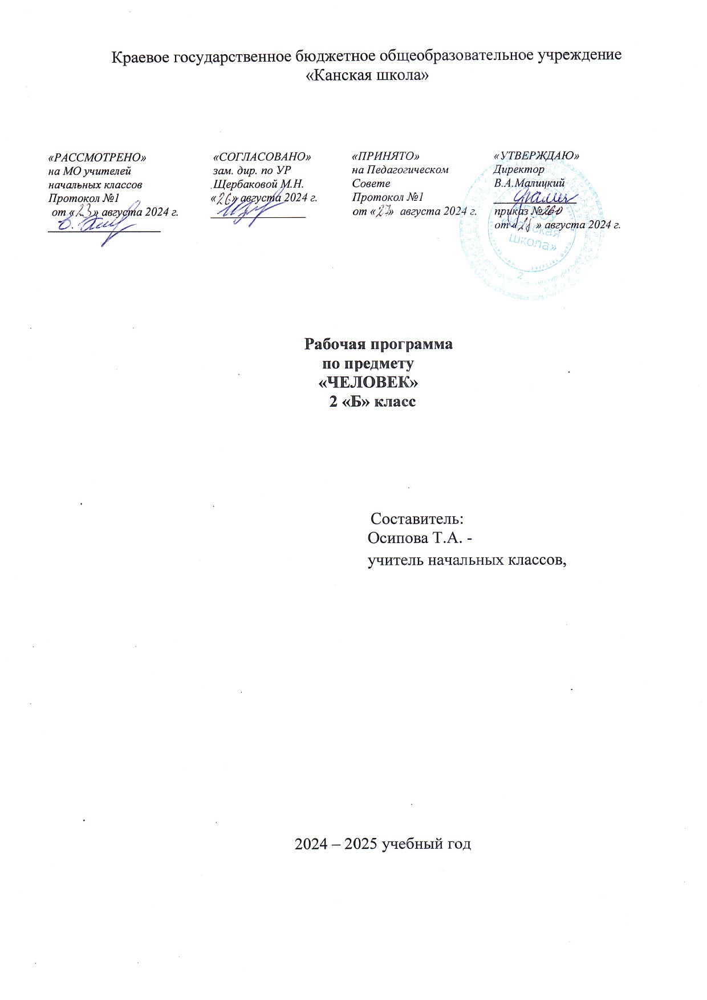 Краевое государственное бюджетное общеобразовательное учреждение
«Канская школа»
«РАССМОТРЕНО»
на МО учителей
начальных классов
Протокол №1
от «23» августа 2024 г.
«СОГЛАСОВАНО»
зам. дир. по УР
Щербаковой М.Н.
«26» августа 2024 г.
«ПРИНЯТО»
на Педагогическом
Совете
Протокол №1
от «27» августа 2024 г.
«УТВЕРЖДАЮ»
Директор
В.А.Малицкий
приказ №260
от « » августа 2024 г.
школа»
2
Рабочая программа
по предмету
«ЧЕЛОВЕК»
2 «Б» класс
Составитель:
Осипова Т.А. -
учитель начальных классов,
2024 – 2025 учебный год